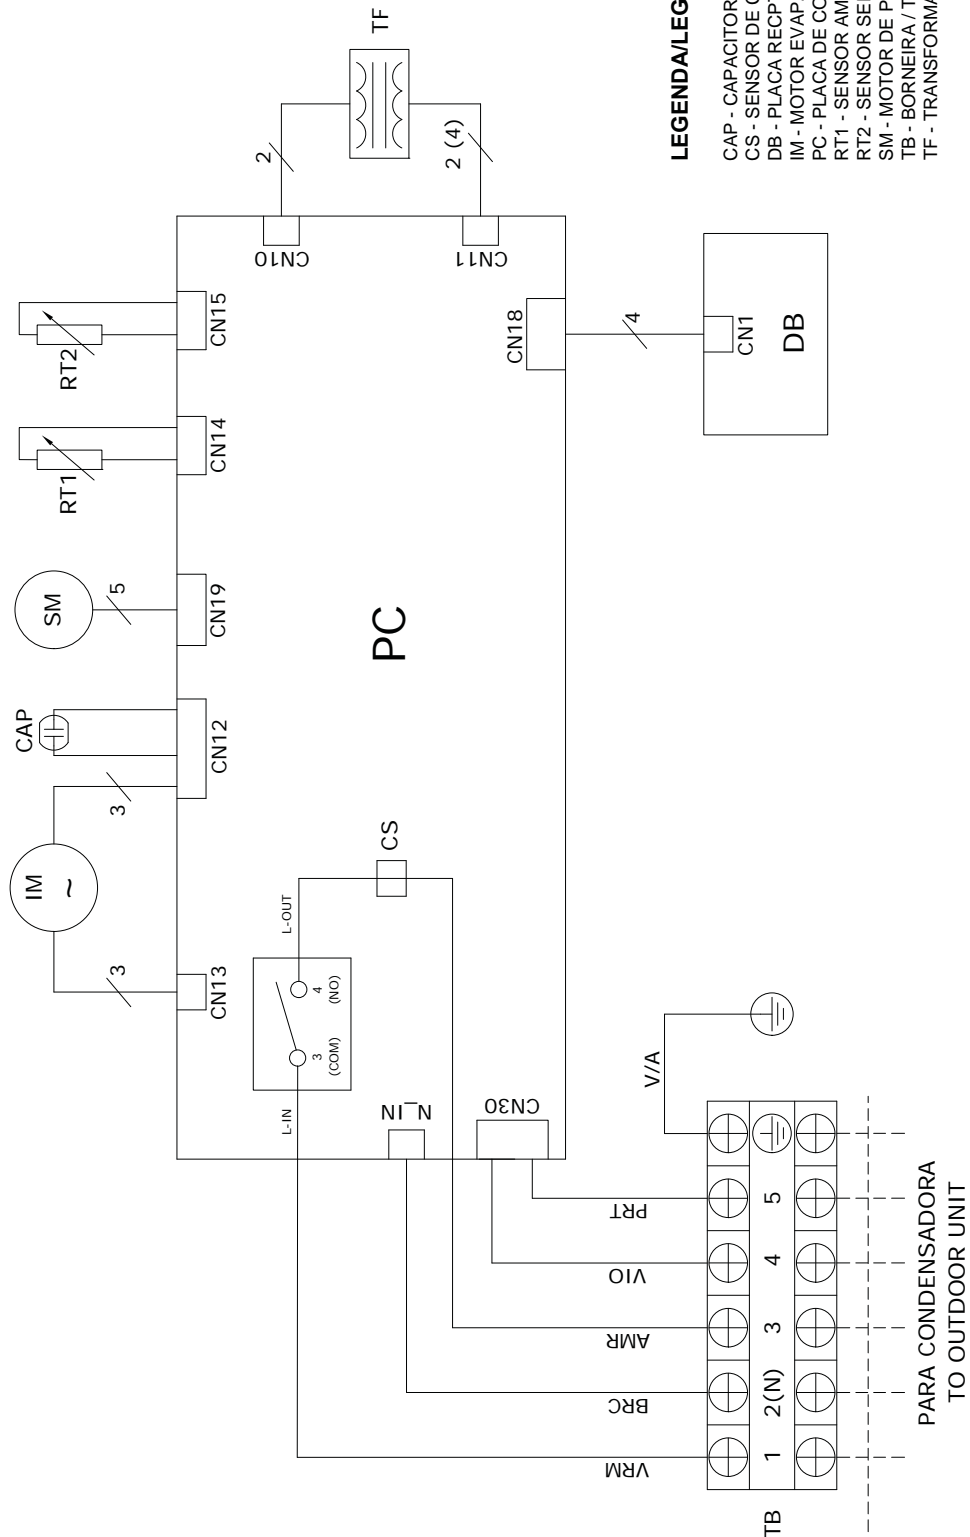 TF
2
2 (4)
CN10
CN11
RT2
CN15
RT1
CN14
SM
5
CN19
CAP
CN12
3
IM
~
3
CN13
PC
CN18
4
CN1
DB
CS
L-OUT
4
(NO)
3
(COM)
L-IN
N_IN
CN30
V/A
PRT
VIO
AMR
BRC
VRM
5
4
3
2(N)
1
TB
PARA CONDENSADORA
TO OUTDOOR UNIT
LEGENDA/LEG
CAP - CAPACITOR
CS - SENSOR DE
DB - PLACA RECPT
IM - MOTOR EVAP
PC - PLACA DE CO
RT1 - SENSOR AM
RT2 - SENSOR SE
SM - MOTOR DE P
TB - BORNEIRA / T
TF - TRANSFORMA